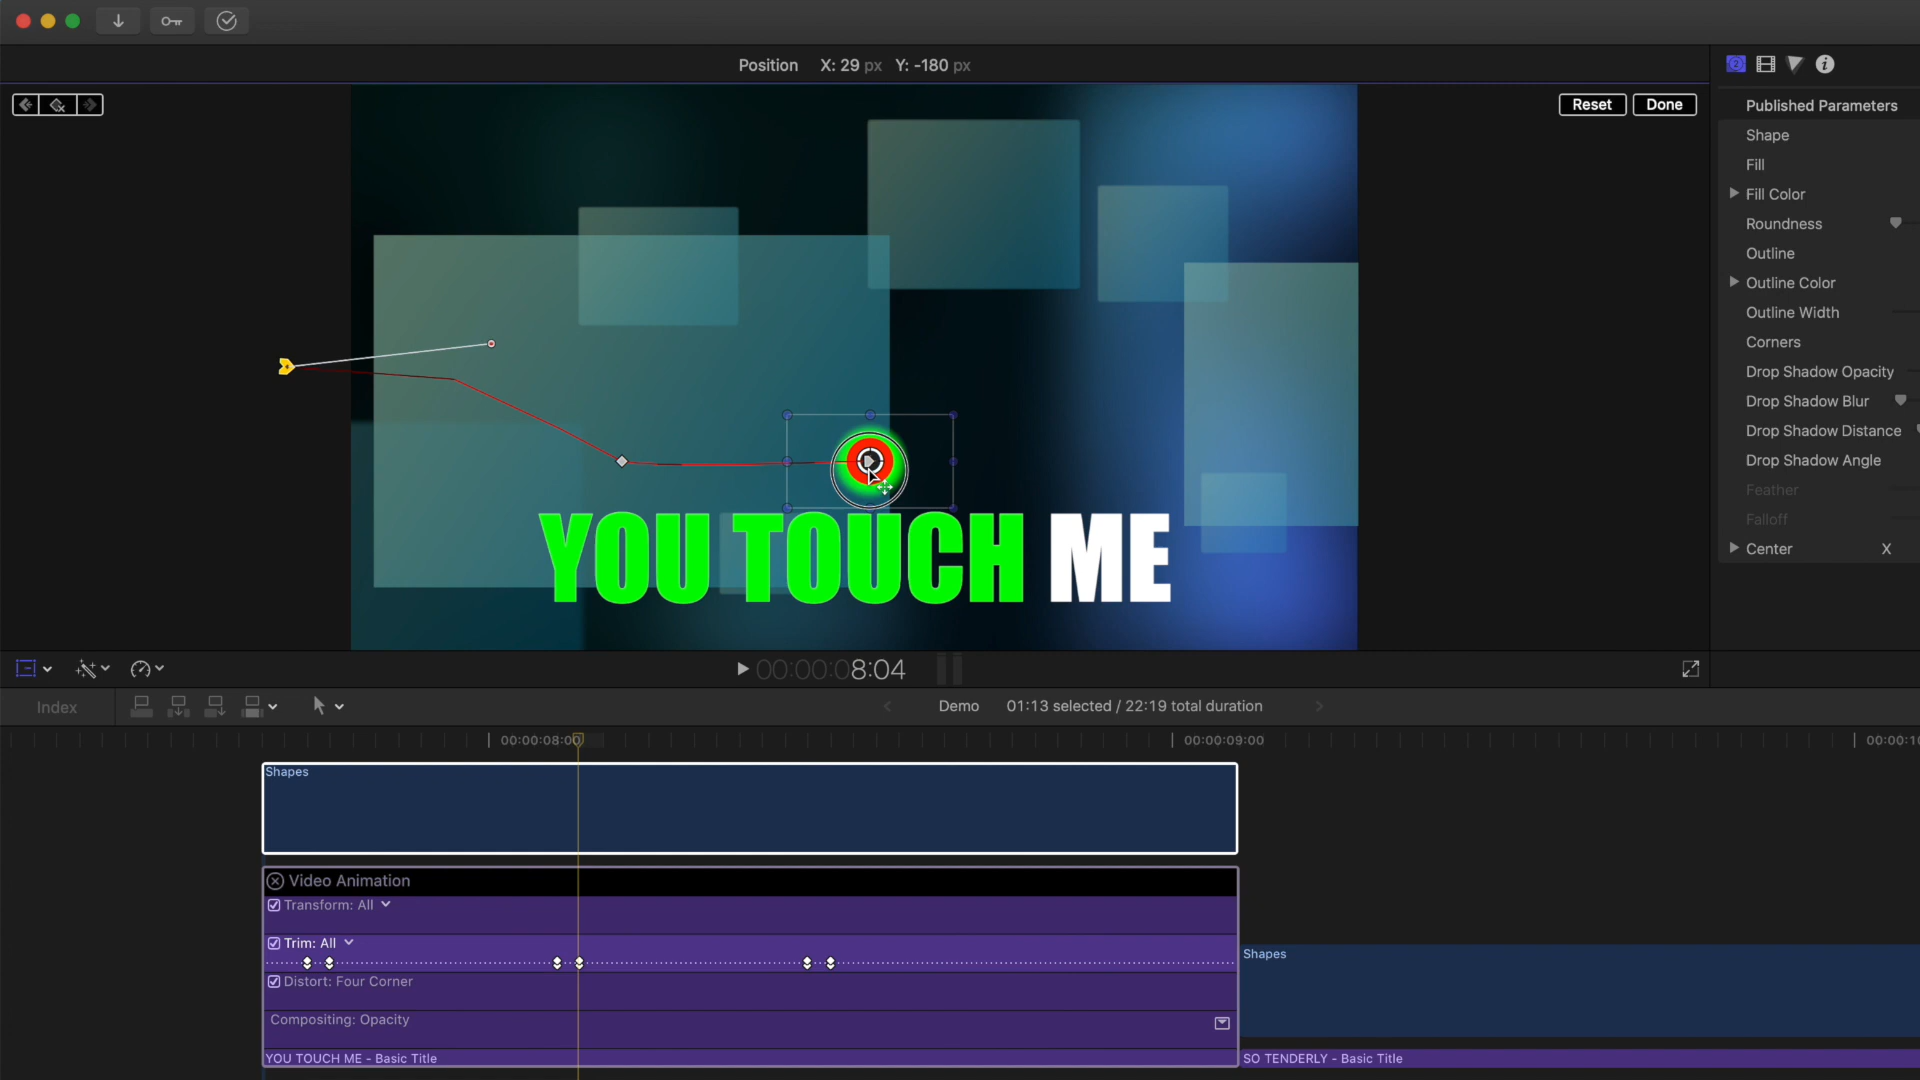 Position X: 29 px Y: -180 px
Reset Done
Published Parameters
Shape
Fill
Fill Color
Roundness
Outline
Outline Color
Outline Width
Corners
Drop Shadow Opacity
Drop Shadow Blur
Drop Shadow Distance
Drop Shadow Angle
Feather
Falloff
Center X
YOU TOUCH ME
00:00:08:04
Index
Demo 01:13 selected / 22:19 total duration
00:00:08:00 00:00:09:00 00:00:10
Shapes
Video Animation
Transform: All
Trim: All
Shapes
Distort: Four Corner
Compositing: Opacity
YOU TOUCH ME - Basic Title
SO TENDERLY - Basic Title